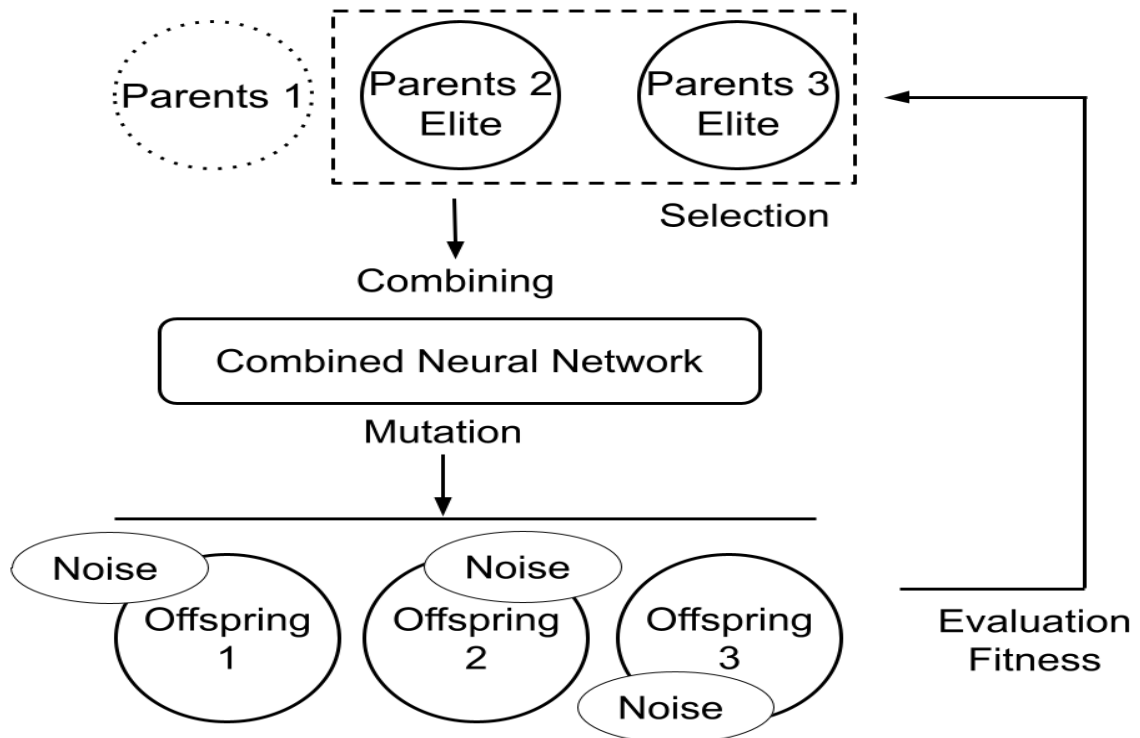 Parents 1
Parents 2
Elite
Parents 3
Elite
Selection
Combining
Combined Neural Network
Mutation
Noise
Offspring
1
Noise
Offspring
2
Offspring
3
Noise
Evaluation
Fitness